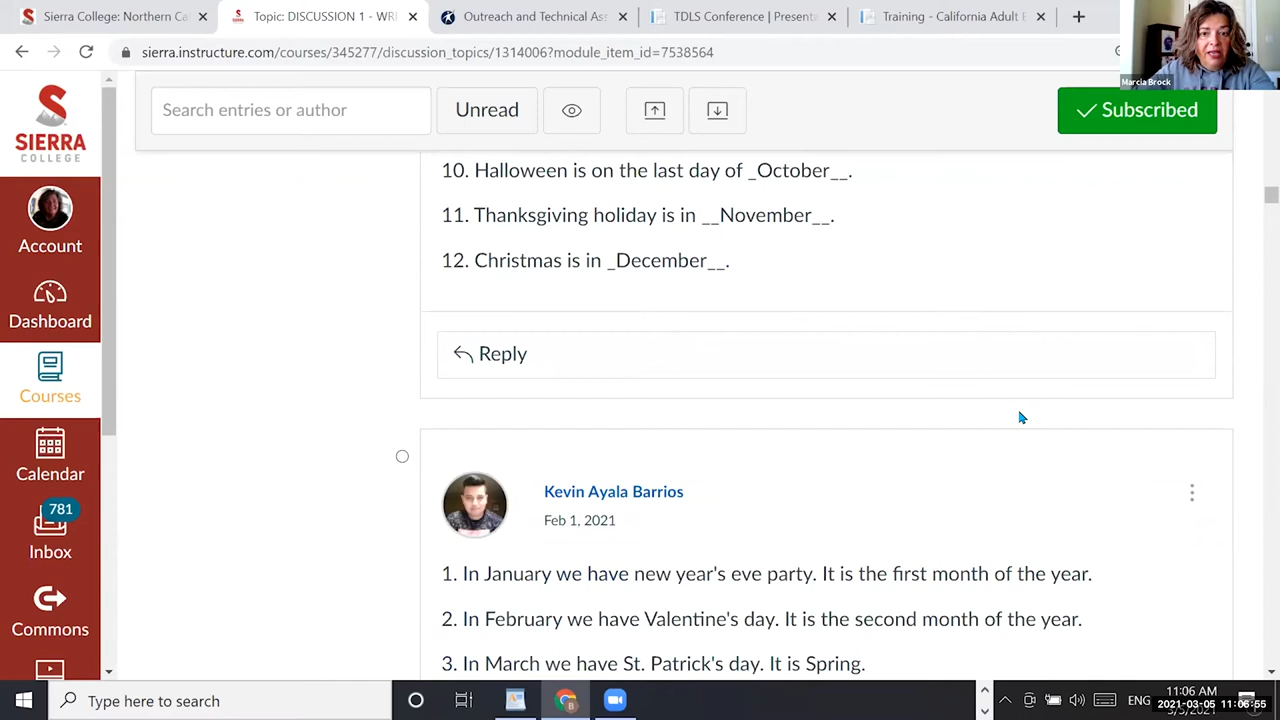 Sierra College: Northern Ca
Topic: DISCUSSION 1 - WRI
Outreach and Technical Ass
TDLS Conference | Present
Training - California Adult E
sierra.instructure.com/courses/345277/discussion_topics/1314006?module_item_id=7538564
Marcia Brock
SIERRA
COLLEGE
Account
Dashboard
Courses
Calendar
781
Inbox
Commons
Search entries or author
Unread
Subscribed
10. Halloween is on the last day of _October__.
11. Thanksgiving holiday is in __November__.
12. Christmas is in _December__.
Reply
Kevin Ayala Barrios
Feb 1, 2021
1. In January we have new year's eve party. It is the first month of the year.
2. In February we have Valentine's day. It is the second month of the year.
3. In March we have St. Patrick's day. It is Spring.
Type here to search
ENG
11:06 AM
2021-03-05 11:06:55